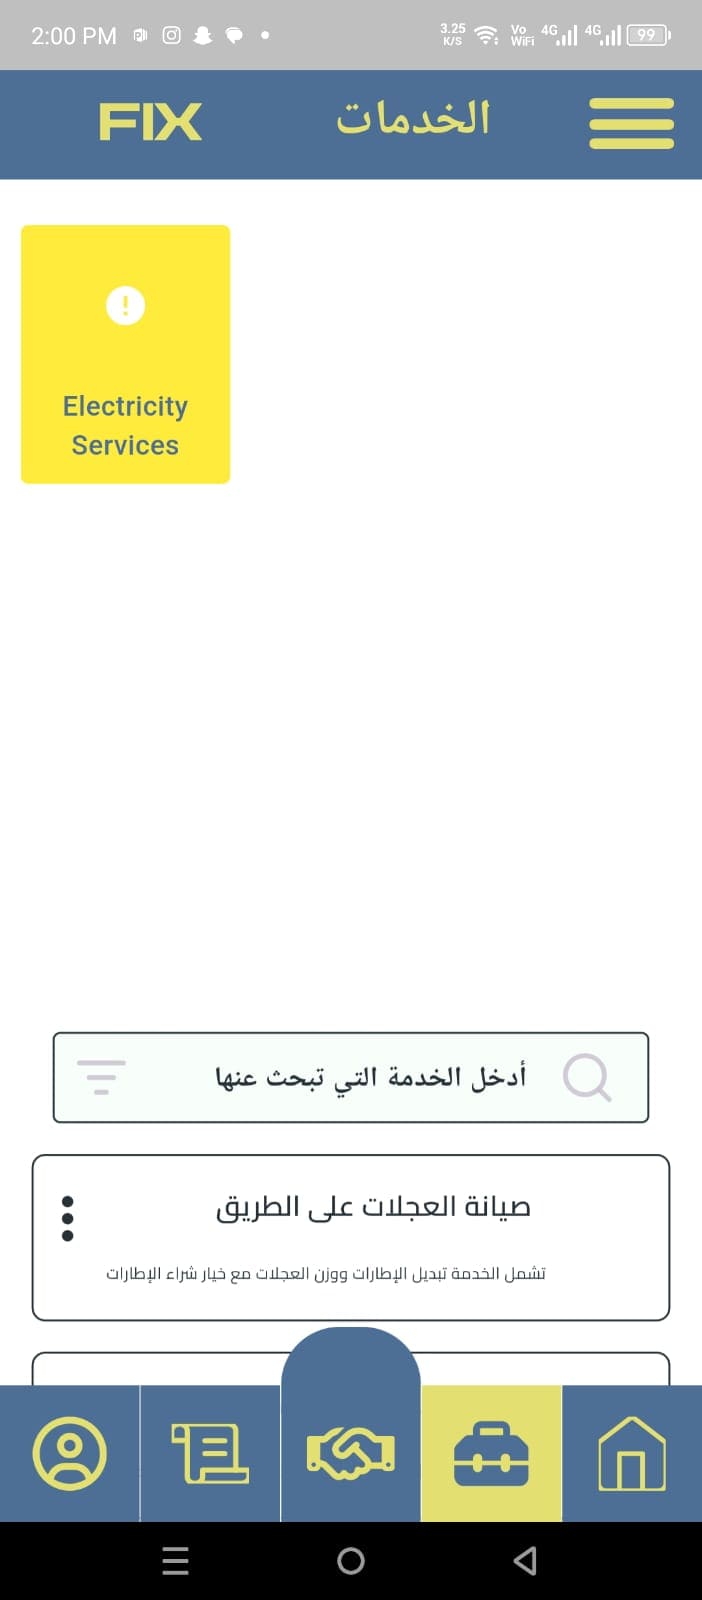 2:00 PM
3.25 K/S
Vo WiFi
4G
4G
99
الخدمات
FIX
Electricity
Services
أدخل الخدمة التي تبحث عنها
صيانة العجلات على الطريق
تشمل الخدمة تبديل الإطارات ووزن العجلات مع خيار شراء الإطارات